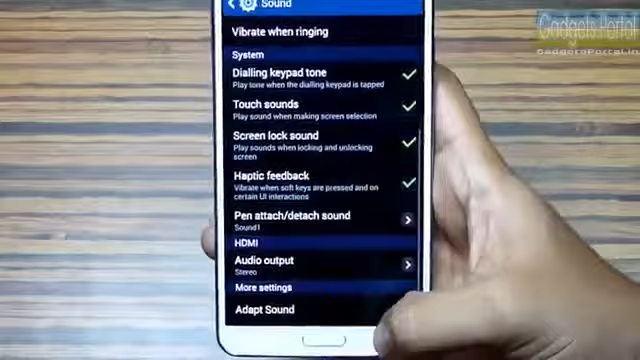 Sound
Gadgets Portal
GadgetsPortal.in
Vibrate when ringing
System
Dialling keypad tone
Play tone when the dialling keypad is tapped
Touch sounds
Play sound when making screen selection
Screen lock sound
Play sounds when locking and unlocking
screen
Haptic feedback
Vibrate when soft keys are pressed and on
certain UI interactions
Pen attach/detach sound
Sound1
HDMI
Audio output
Stereo
More settings
Adapt Sound